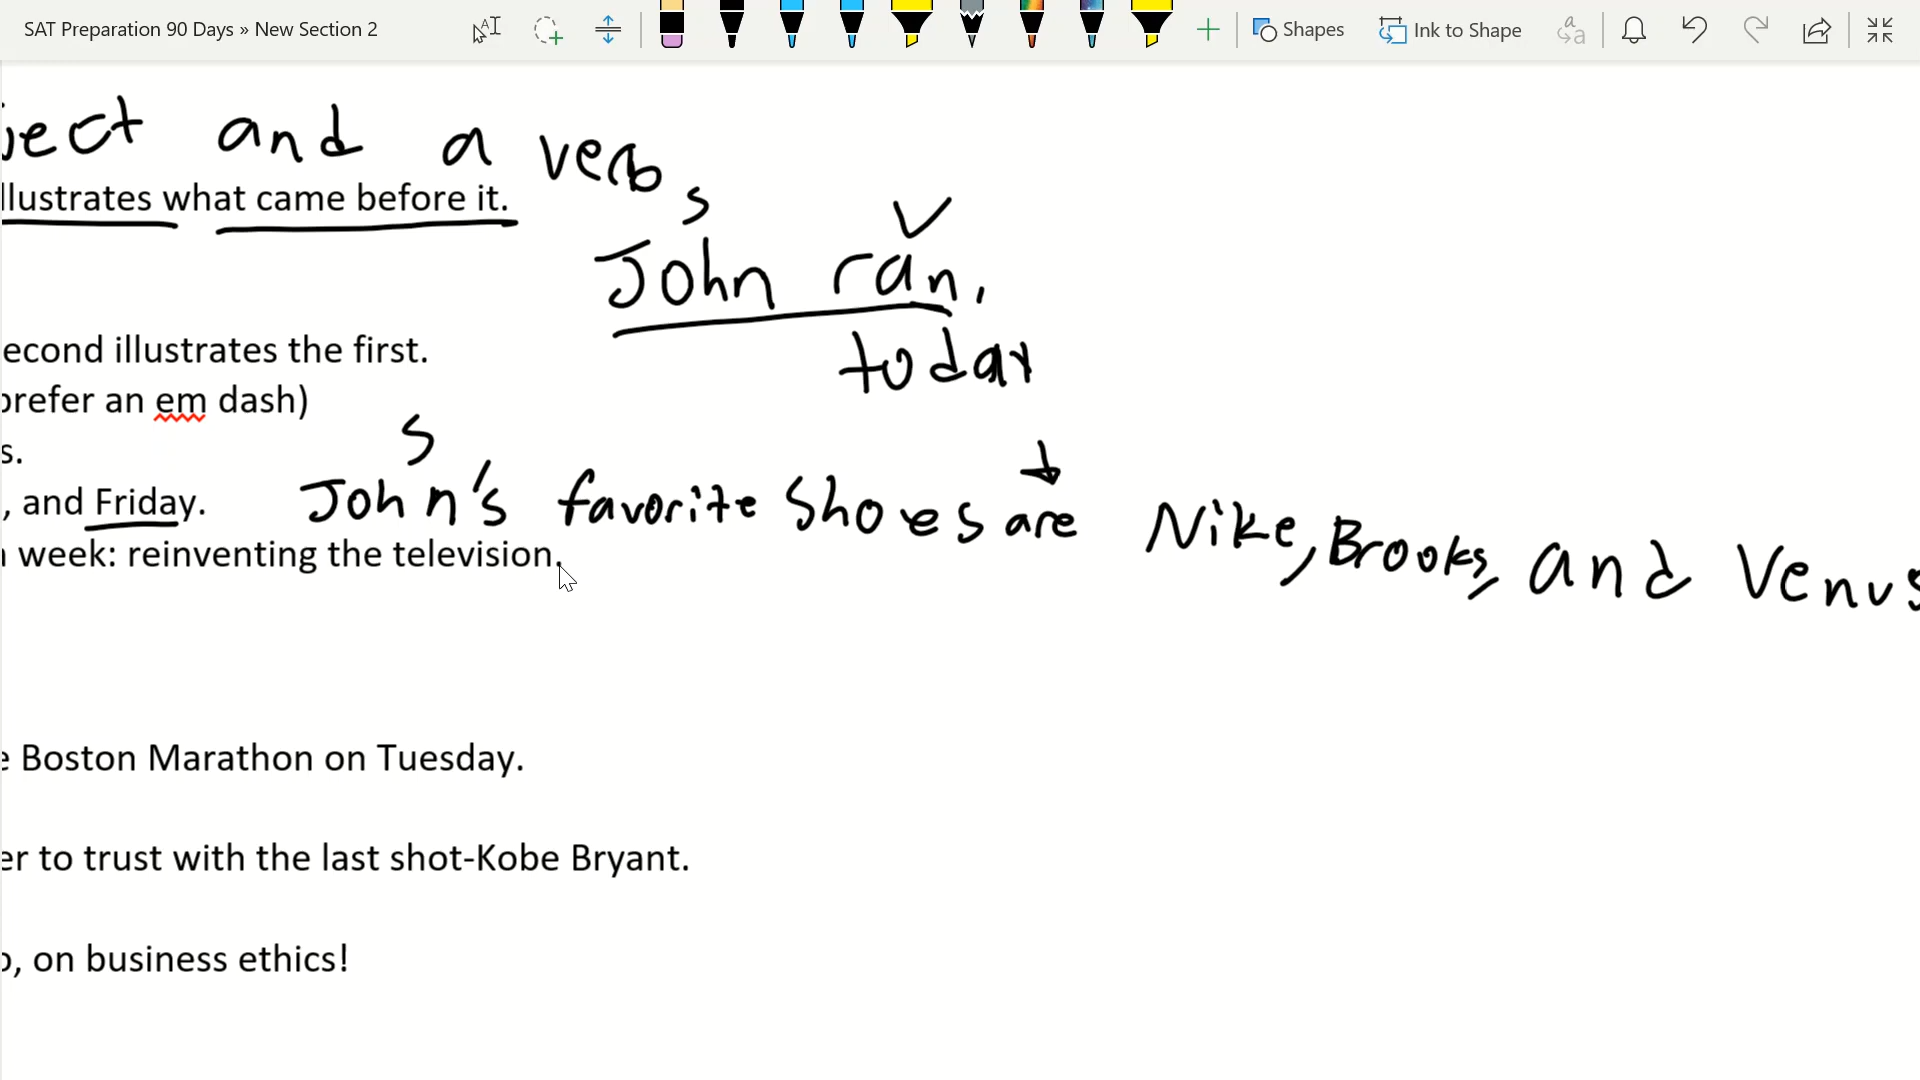 SAT Preparation 90 Days » New Section 2
Shapes
Ink to Shape
ject and a verb
llustrates what came before it.
s
v
John ran.
today
econd illustrates the first.
prefer an em dash)
s.
s
, and Friday.
John's favorite shoes are Nike, Brooks, and Venus
week: reinventing the television.
e Boston Marathon on Tuesday.
er to trust with the last shot-Kobe Bryant.
o, on business ethics!